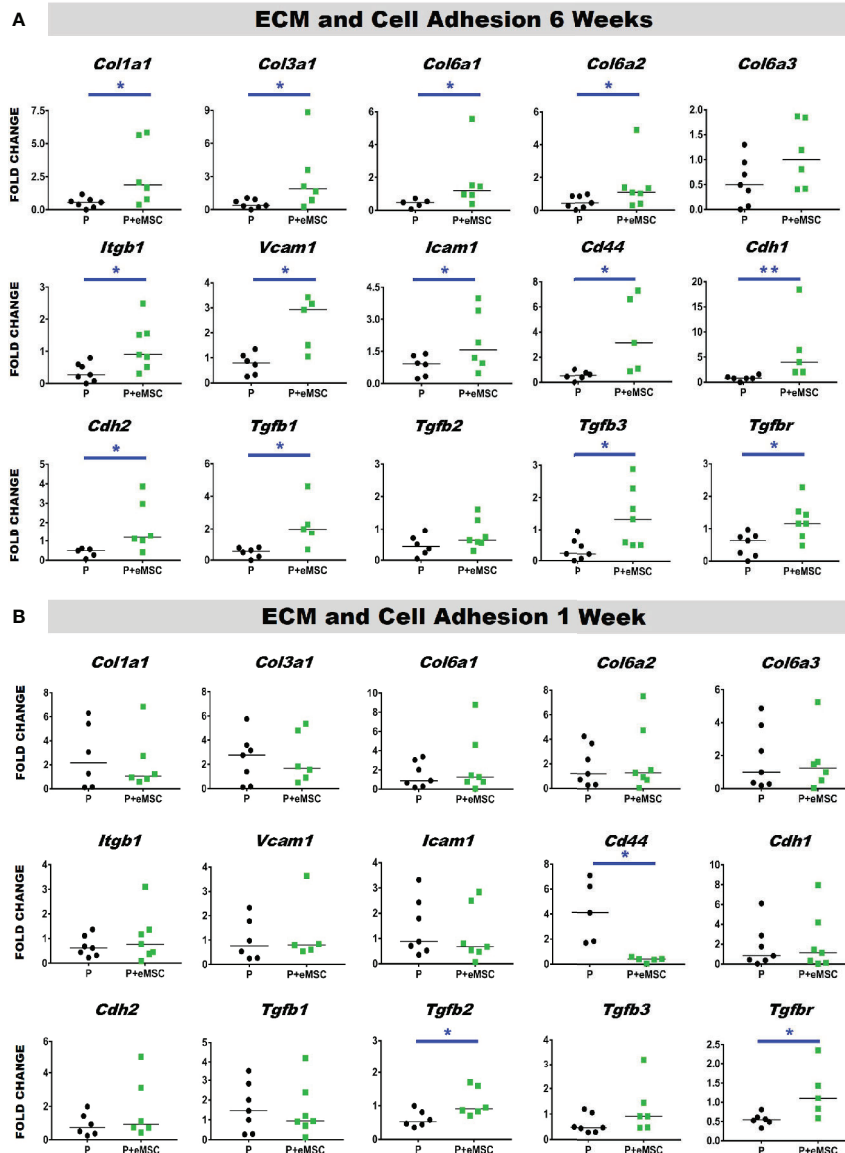 A ECM and Cell Adhesion 6 Weeks
Col1a1 Col3a1 Col6a1 Col6a2 Col6a3
* * * *
FOLD CHANGE
7.5 9 6 6 2.0
5.0 6 4 4 1.5
2.5 3 2 2 1.0
0.5
0.0 0 0 0 0.0
P P+eMSC P P+eMSC P P+eMSC P P+eMSC P P+eMSC
Itgb1 Vcam1 Icam1 Cd44 Cdh1
* * * * **
FOLD CHANGE
3 4 4.5 8 20
2 3 3.0 6 15
1 2 1.5 4 10
1 2 5
0 0 0.0 0 0
P P+eMSC P P+eMSC P P+eMSC P P+eMSC P P+eMSC
Cdh2 Tgfb1 Tgfb2 Tgfb3 Tgfbr
* * * *
FOLD CHANGE
5 6 3 3 3
4 4 2 2 2
3 2 1 1 1
2
1
0 0 0 0 0
P P+eMSC P P+eMSC P P+eMSC P P+eMSC P P+eMSC
B ECM and Cell Adhesion 1 Week
Col1a1 Col3a1 Col6a1 Col6a2 Col6a3
FOLD CHANGE
8 8 10 8 6
6 6 8 6 4
4 4 6 4 2
2 2 4 2
2
0 0 0 0 0
P P+eMSC P P+eMSC P P+eMSC P P+eMSC P P+eMSC
Itgb1 Vcam1 Icam1 Cd44 Cdh1
*
FOLD CHANGE
4 4 4 8 10
3 3 3 6 8
2 2 2 4 6
1 1 1 2 4
2
0 0 0 0 0
P P+eMSC P P+eMSC P P+eMSC P P+eMSC P P+eMSC
Cdh2 Tgfb1 Tgfb2 Tgfb3 Tgfbr
* *
FOLD CHANGE
6 5 3 4 2.5
4 4 2 3 2.0
2 3 1 2 1.5
2 1 1.0
1 0.5
0 0 0 0 0.0
P P+eMSC P P+eMSC P P+eMSC P P+eMSC P P+eMSC